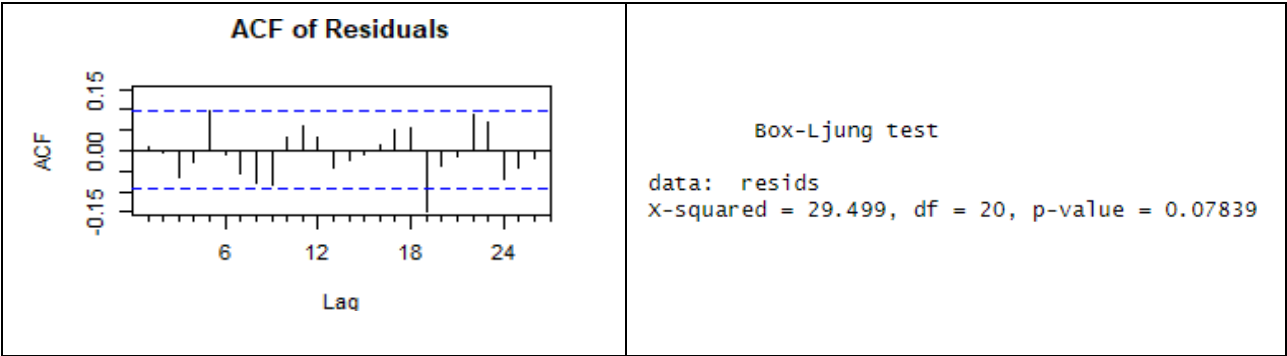 ACF of Residuals
0.15
0.00
-0.15
ACF
6 12 18 24
Lag
Box-Ljung test
data: resids
X-squared = 29.499, df = 20, p-value = 0.07839